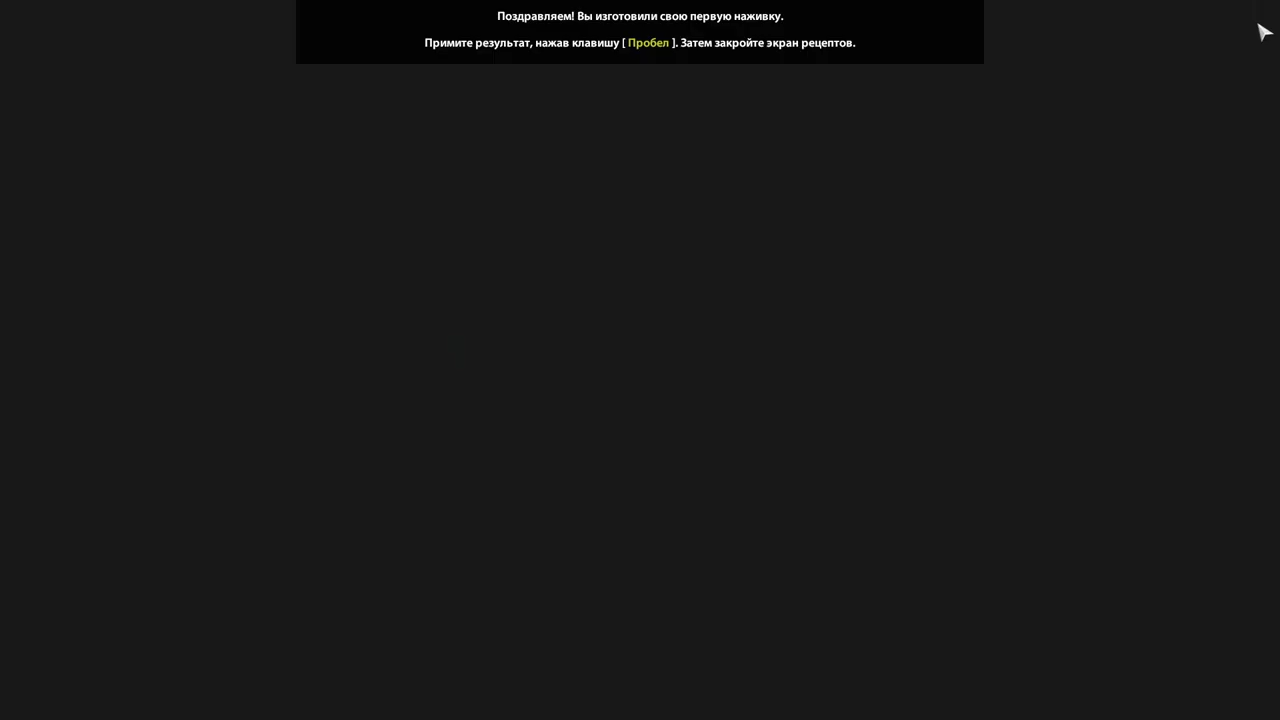 Поздравляем! Вы изготовили свою первую наживку.
Примите результат, нажав клавишу [ Пробел ]. Затем закройте экран рецептов.